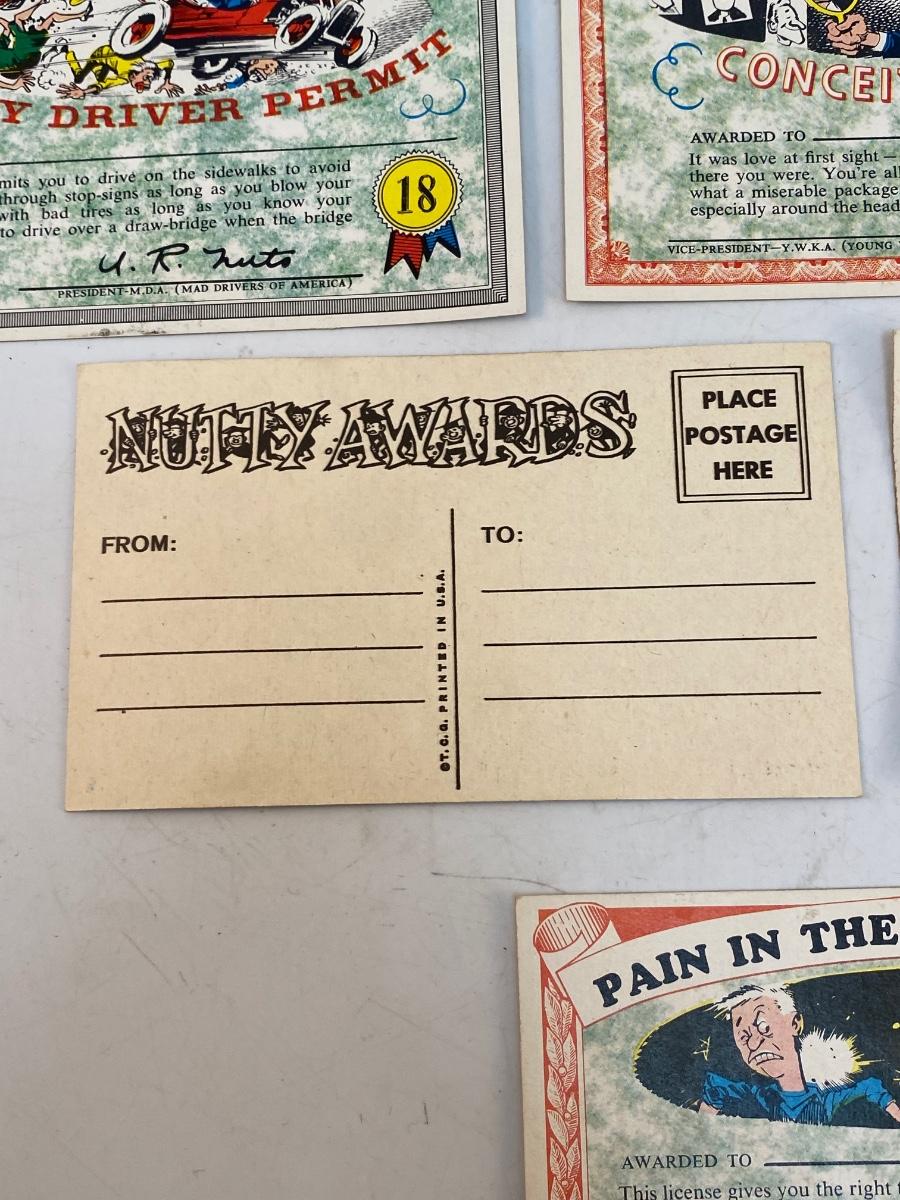 Y DRIVER PERMIT
mits you to drive on the sidewalks to avoid
through stop-signs as long as you blow your
with bad tires as long as you know your
to drive over a draw-bridge when the bridge
18
U. R. Nuts
PRESIDENT-M.D.A. (MAD DRIVERS OF AMERICA)
CONCEIT
AWARDED TO
It was love at first sight—
there you were. You're all
what a miserable package
especially around the head
VICE-PRESIDENT—Y.W.K.A. (YOUNG
NUTTY AWARDS
PLACE
POSTAGE
HERE
FROM:
TO:
©T.C.G. PRINTED IN U.S.A.
PAIN IN THE
AWARDED TO
This license gives you the right